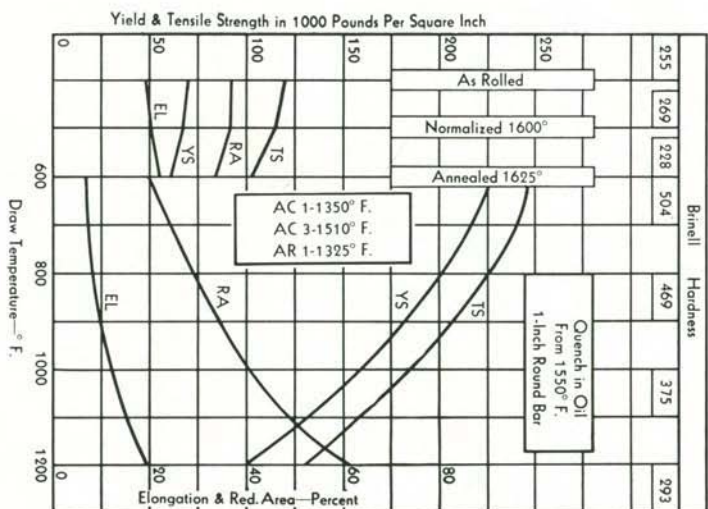 Yield & Tensile Strength in 1000 Pounds Per Square Inch
0
50
100
150
200
250
255
269
228
504
469
375
293
Brinell Hardness
As Rolled
Normalized 1600°
Annealed 1625°
EL
YS
RA
TS
AC 1-1350° F.
AC 3-1510° F.
AR 1-1325° F.
EL
RA
YS
TS
Quench in Oil
From 1550° F.
1-Inch Round Bar
600
800
1000
1200
Draw Temperature—° F.
0
20
40
60
80
Elongation & Red. Area—Percent